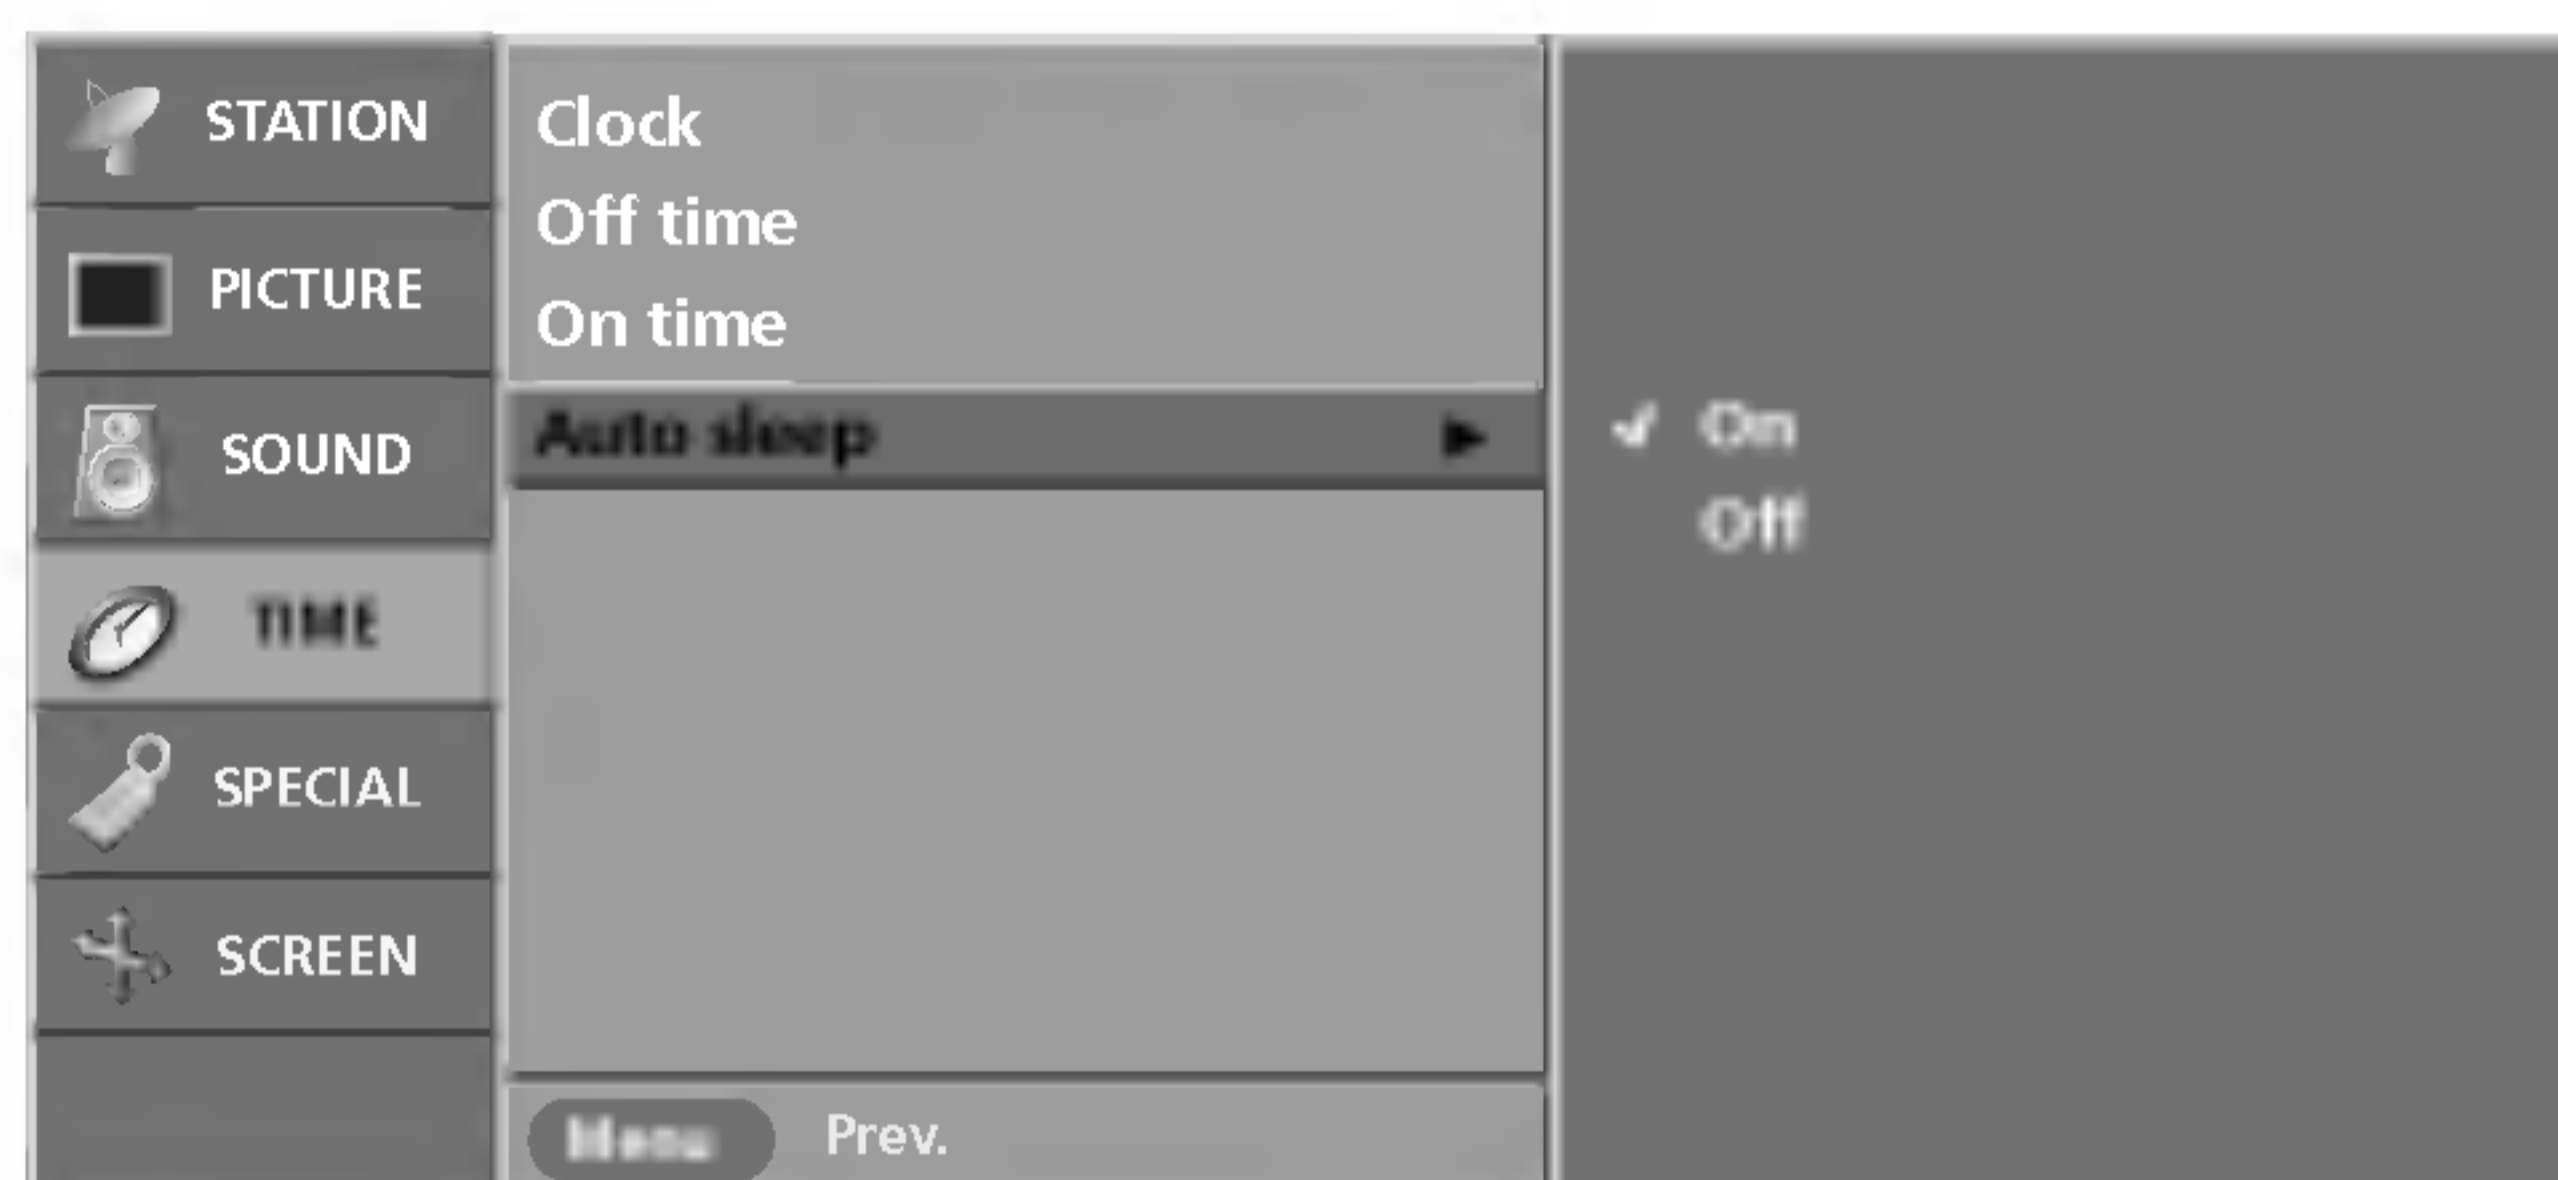 STATION
PICTURE
SOUND
TIME
SPECIAL
SCREEN
Clock
Off time
On time
Auto sleep
On
Off
Menu Prev.